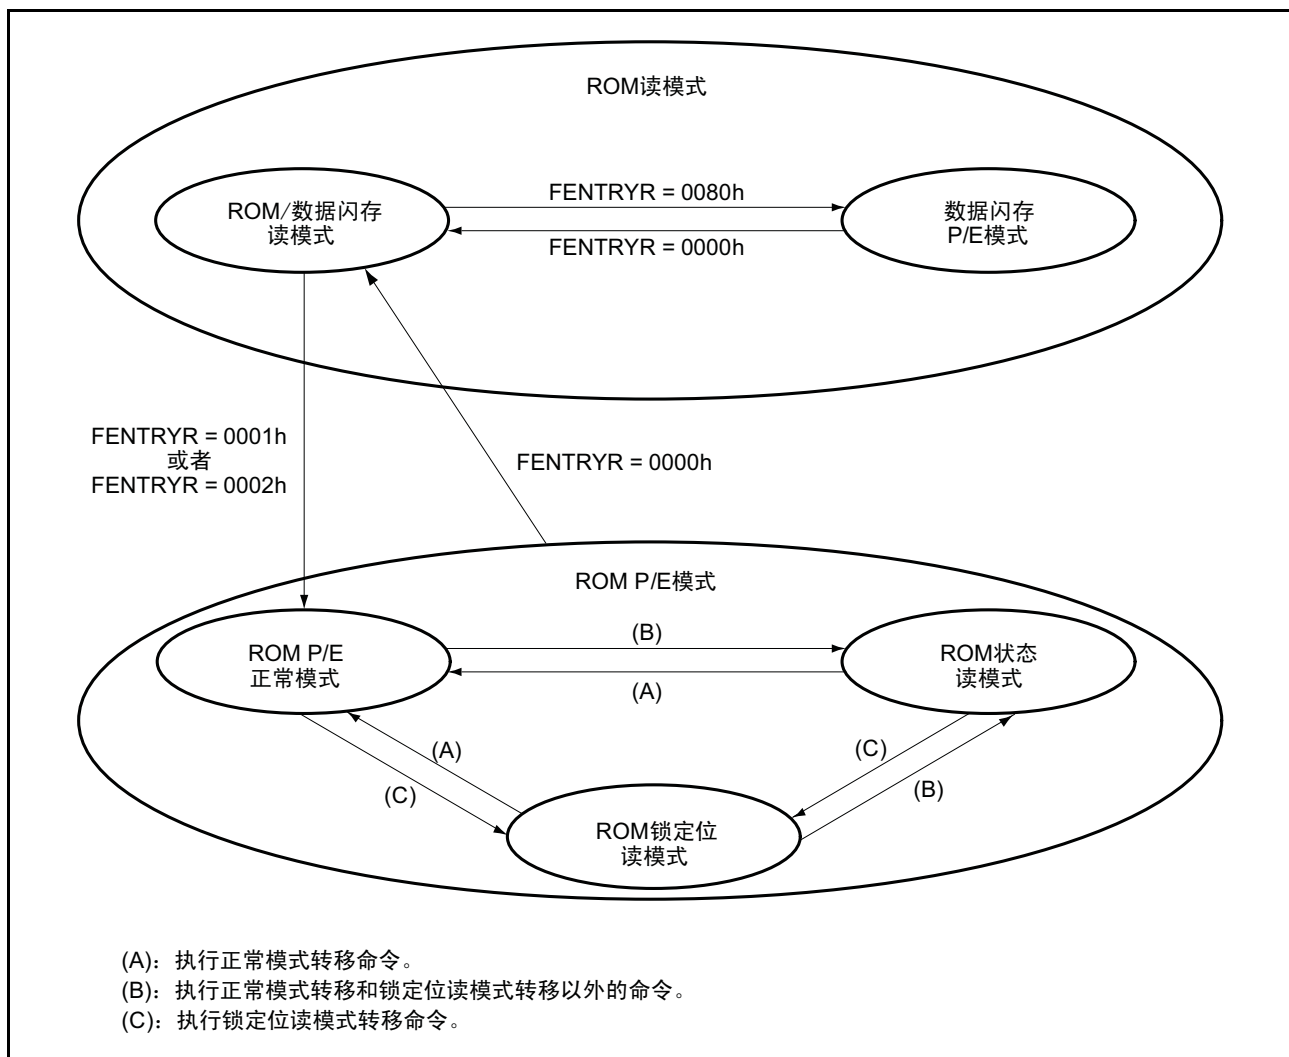 ROM读模式
ROM/数据闪存
读模式
FENTRYR = 0080h
FENTRYR = 0000h
数据闪存
P/E模式
FENTRYR = 0001h
或者
FENTRYR = 0002h
FENTRYR = 0000h
ROM P/E模式
ROM P/E
正常模式
(B)
(A)
ROM状态
读模式
(A)
(C)
(C)
(B)
ROM锁定位
读模式
(A)：执行正常模式转移命令。
(B)：执行正常模式转移和锁定位读模式转移以外的命令。
(C)：执行锁定位读模式转移命令。